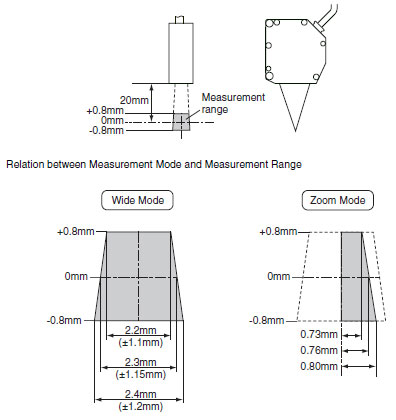 20mm
Measurement
range
+0.8mm
0mm
-0.8mm
Relation between Measurement Mode and Measurement Range
Wide Mode
Zoom Mode
+0.8mm
0mm
-0.8mm
2.2mm
(±1.1mm)
2.3mm
(±1.15mm)
2.4mm
(±1.2mm)
+0.8mm
0mm
-0.8mm
0.73mm
0.76mm
0.80mm